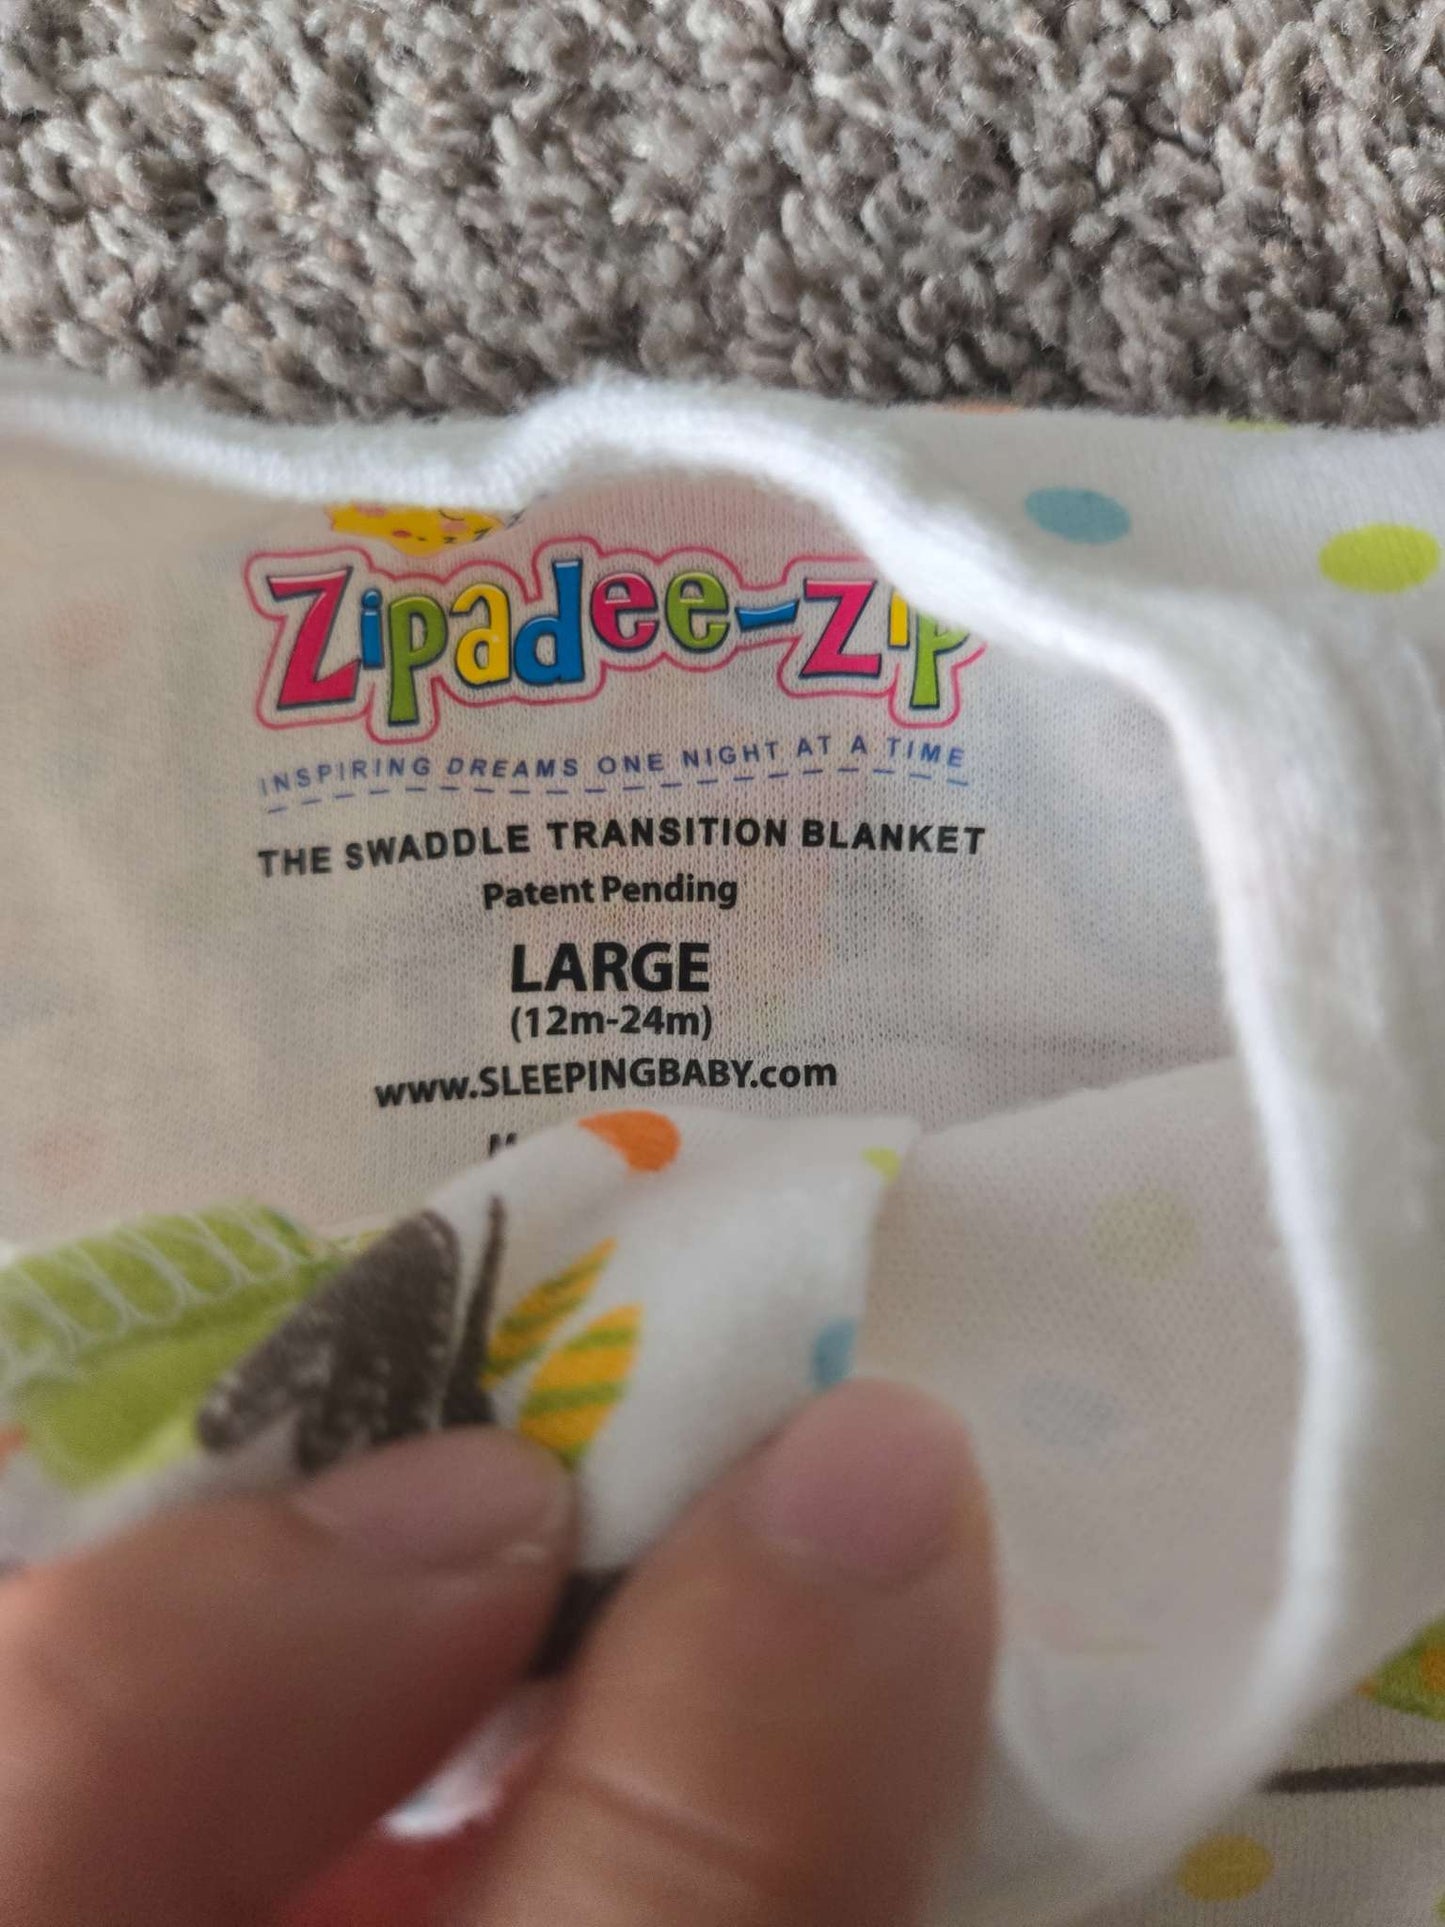 Zipadee-zip
INSPIRING DREAMS ONE NIGHT AT A TIME
THE SWADDLE TRANSITION BLANKET
Patent Pending
LARGE
(12m-24m)
www.SLEEPINGBABY.com